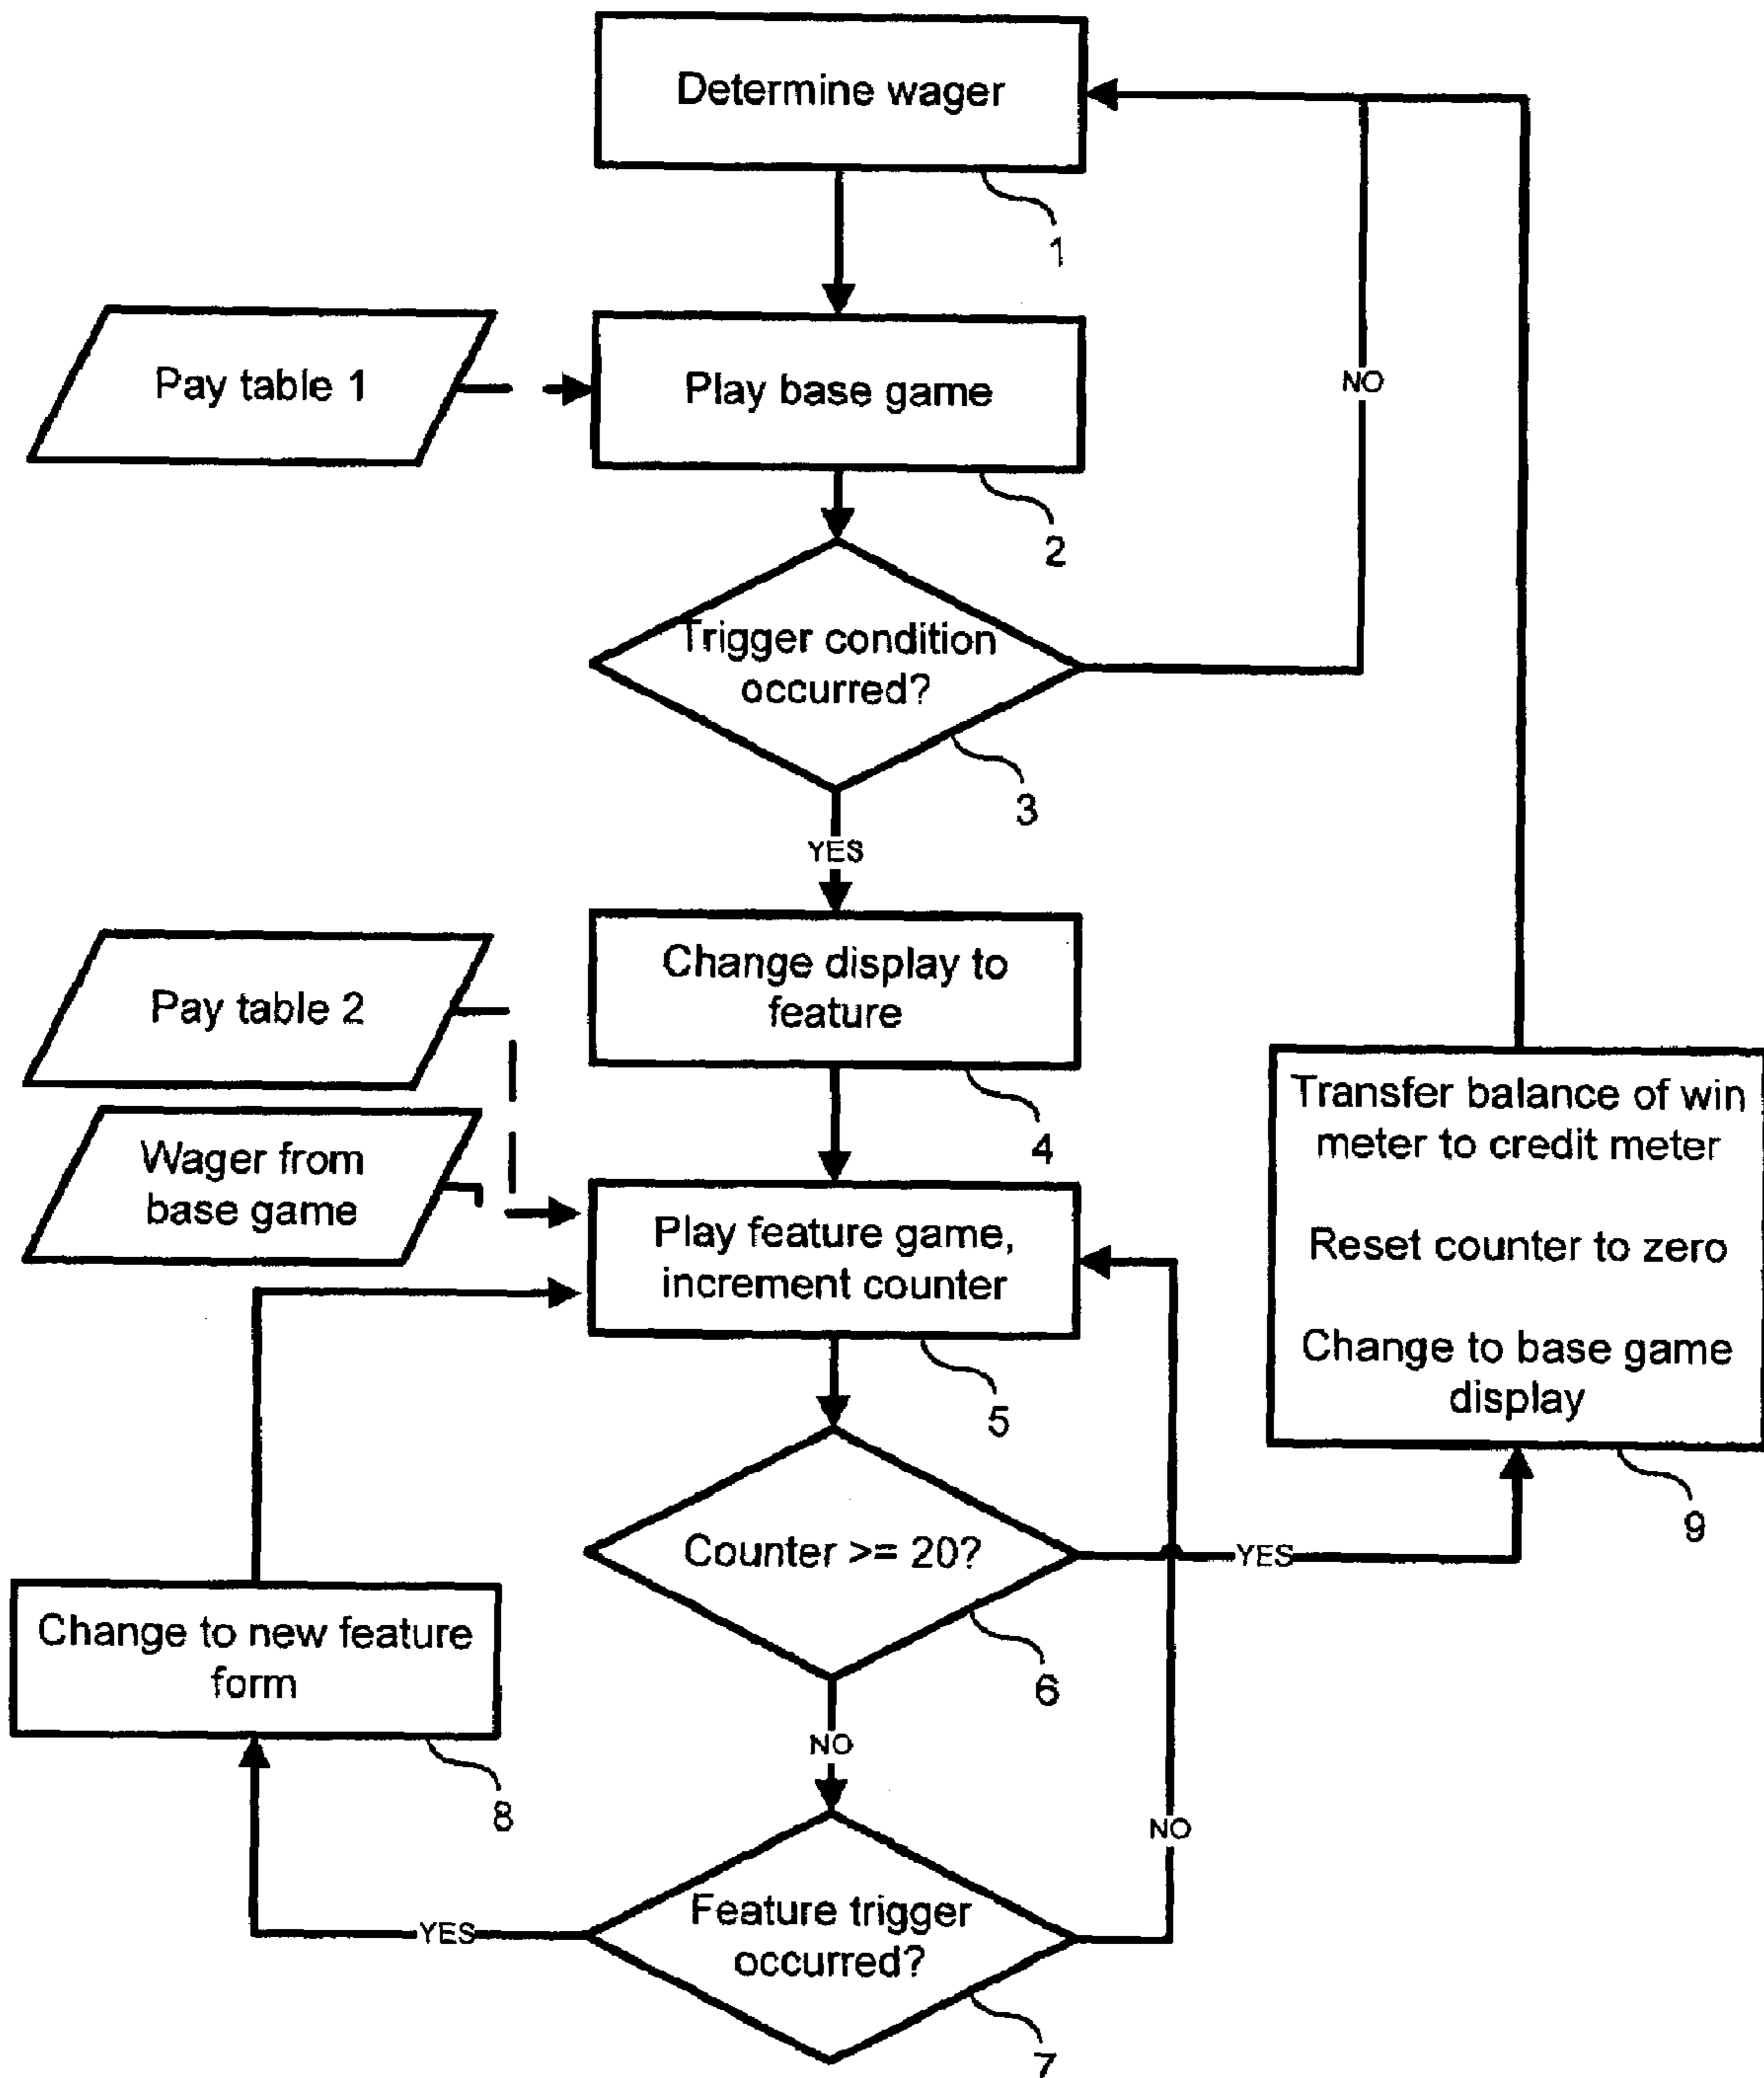 Determine wager
1
Pay table 1
Play base game
2
NO
Trigger condition
occurred?
3
YES
Change display to
feature
4
Pay table 2
Wager from
base game
Play feature game,
increment counter
5
Transfer balance of win
meter to credit meter
Reset counter to zero
Change to base game
display
9
Counter >= 20?
YES
6
NO
Change to new feature
form
8
NO
Feature trigger
occurred?
YES
7